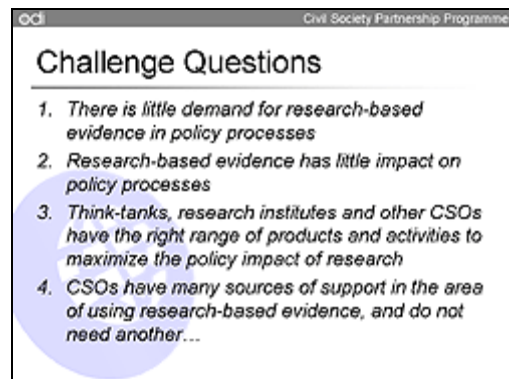 odi Civil Society Partnership Programme
Challenge Questions
1. There is little demand for research-based
evidence in policy processes
2. Research-based evidence has little impact on
policy processes
3. Think-tanks, research institutes and other CSOs
have the right range of products and activities to
maximize the policy impact of research
4. CSOs have many sources of support in the area
of using research-based evidence, and do not
need another…